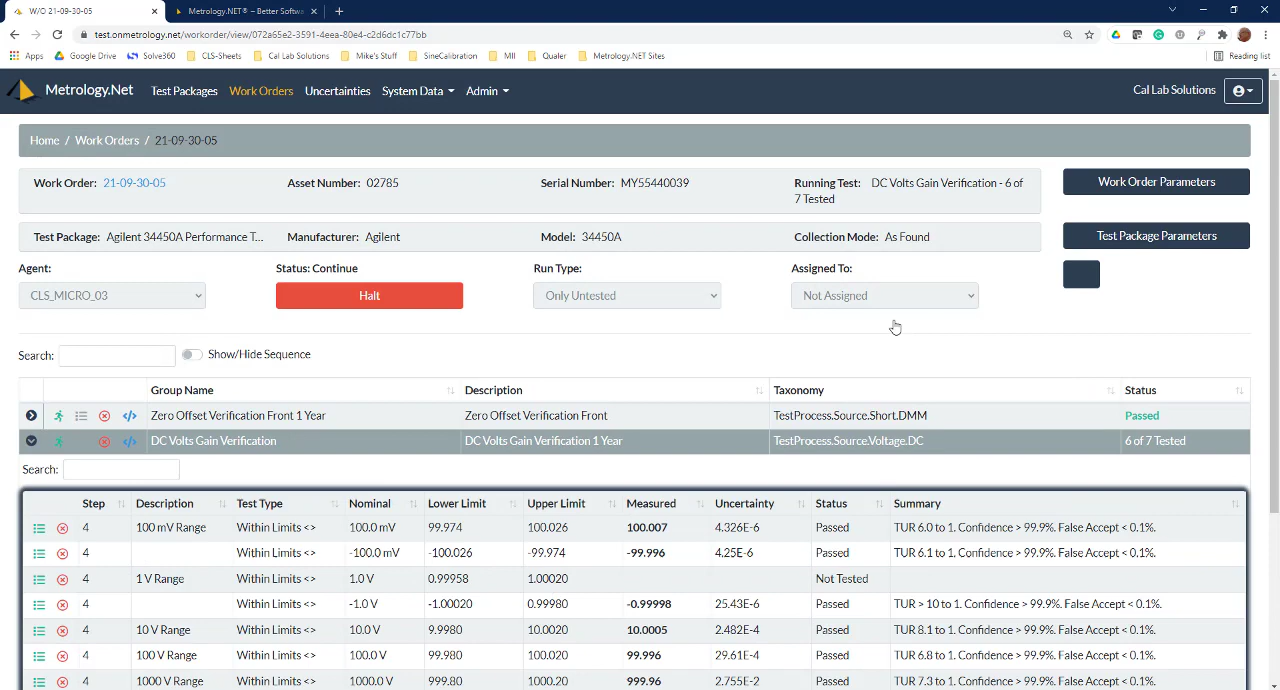 W/O 21-09-30-05
Metrology.NET® – Better Softwa
test.onmetrology.net/workorder/view/072a65e2-3591-4eea-80e4-c2d6dc1c77bb
Apps Google Drive Solve360 CLS-Sheets Cal Lab Solutions Mike's Stuff SineCalibration MII Qualer Metrology.NET Sites Reading list
Metrology.Net Test Packages Work Orders Uncertainties System Data Admin Cal Lab Solutions
Home / Work Orders / 21-09-30-05
Work Order: 21-09-30-05 Asset Number: 02785 Serial Number: MY55440039 Running Test: DC Volts Gain Verification - 6 of
7 Tested
Work Order Parameters
Test Package: Agilent 34450A Performance T... Manufacturer: Agilent Model: 34450A Collection Mode: As Found
Test Package Parameters
Agent: Status: Continue Run Type: Assigned To:
CLS_MICRO_03 Halt Only Untested Not Assigned
Search: Show/Hide Sequence
Group Name Description Taxonomy Status
Zero Offset Verification Front 1 Year Zero Offset Verification Front TestProcess.Source.Short.DMM Passed
DC Volts Gain Verification DC Volts Gain Verification 1 Year TestProcess.Source.Voltage.DC 6 of 7 Tested
Search:
Step Description Test Type Nominal Lower Limit Upper Limit Measured Uncertainty Status Summary
4 100 mV Range Within Limits <> 100.0 mV 99.974 100.026 100.007 4.326E-6 Passed TUR 6.0 to 1. Confidence > 99.9%. False Accept < 0.1%.
4 Within Limits <> -100.0 mV -100.026 -99.974 -99.996 4.25E-6 Passed TUR 6.1 to 1. Confidence > 99.9%. False Accept < 0.1%.
4 1 V Range Within Limits <> 1.0 V 0.99958 1.00020 Not Tested
4 Within Limits <> -1.0 V -1.00020 0.99980 -0.99998 25.43E-6 Passed TUR > 10 to 1. Confidence > 99.9%. False Accept < 0.1%.
4 10 V Range Within Limits <> 10.0 V 9.9980 10.0020 10.0005 2.482E-4 Passed TUR 8.1 to 1. Confidence > 99.9%. False Accept < 0.1%.
4 100 V Range Within Limits <> 100.0 V 99.980 100.020 99.996 29.61E-4 Passed TUR 6.8 to 1. Confidence > 99.9%. False Accept < 0.1%.
4 1000 V Range Within Limits <> 1000.0 V 999.80 1000.20 999.96 2.755E-2 Passed TUR 7.3 to 1. Confidence > 99.9%. False Accept < 0.1%.